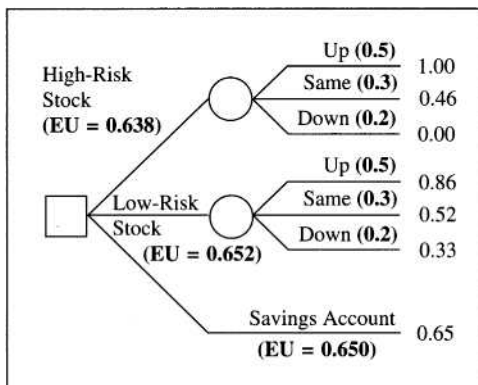 Up (0.5) 1.00
High-Risk
Same (0.3) 0.46
Stock
Down (0.2) 0.00
(EU = 0.638)
Up (0.5) 0.86
Same (0.3) 0.52
Low-Risk
Stock
Down (0.2) 0.33
(EU = 0.652)
Savings Account 0.65
(EU = 0.650)